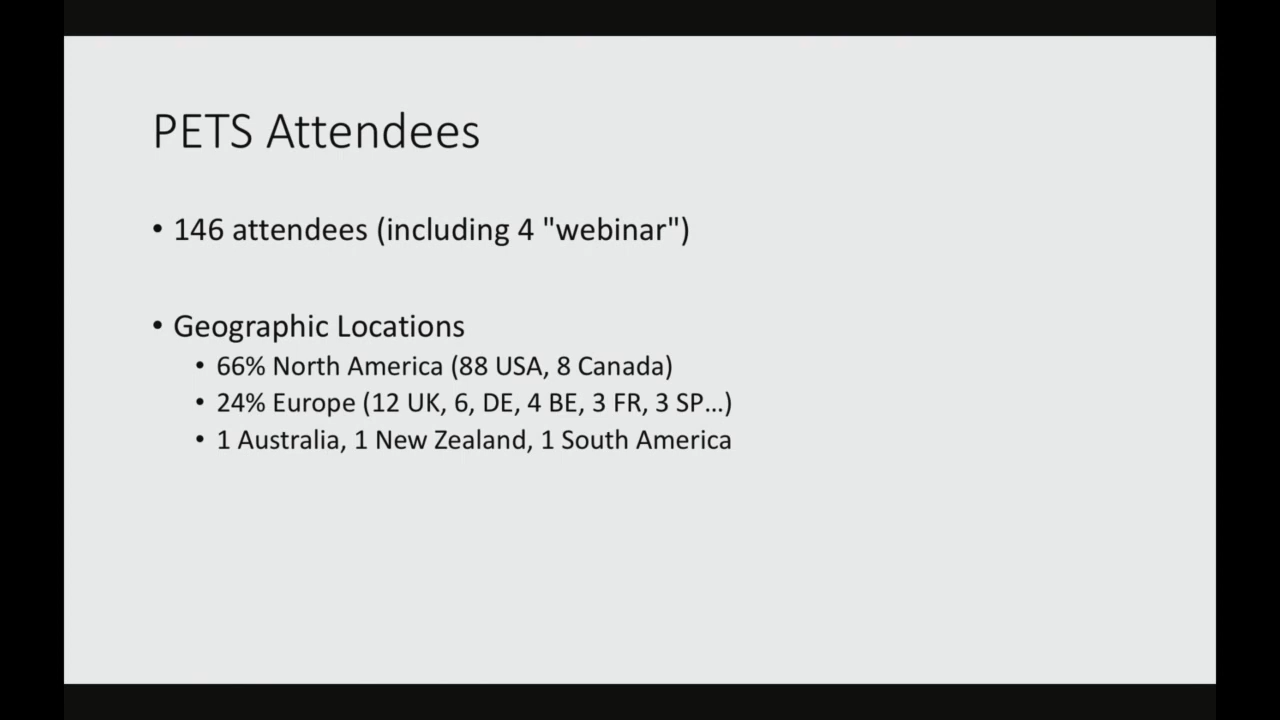 PETS Attendees
• 146 attendees (including 4 "webinar")
• Geographic Locations
• 66% North America (88 USA, 8 Canada)
• 24% Europe (12 UK, 6, DE, 4 BE, 3 FR, 3 SP...)
• 1 Australia, 1 New Zealand, 1 South America